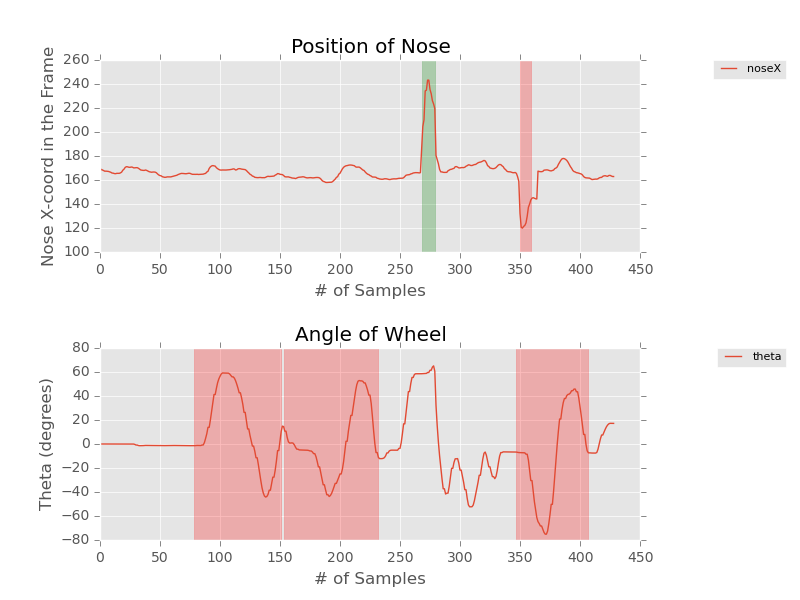 Position of Nose
260
240
220
200
180
160
140
120
100
Nose X-coord in the Frame
0 50 100 150 200 250 300 350 400 450
# of Samples
noseX
Angle of Wheel
80
60
40
20
0
−20
−40
−60
−80
Theta (degrees)
0 50 100 150 200 250 300 350 400 450
# of Samples
theta